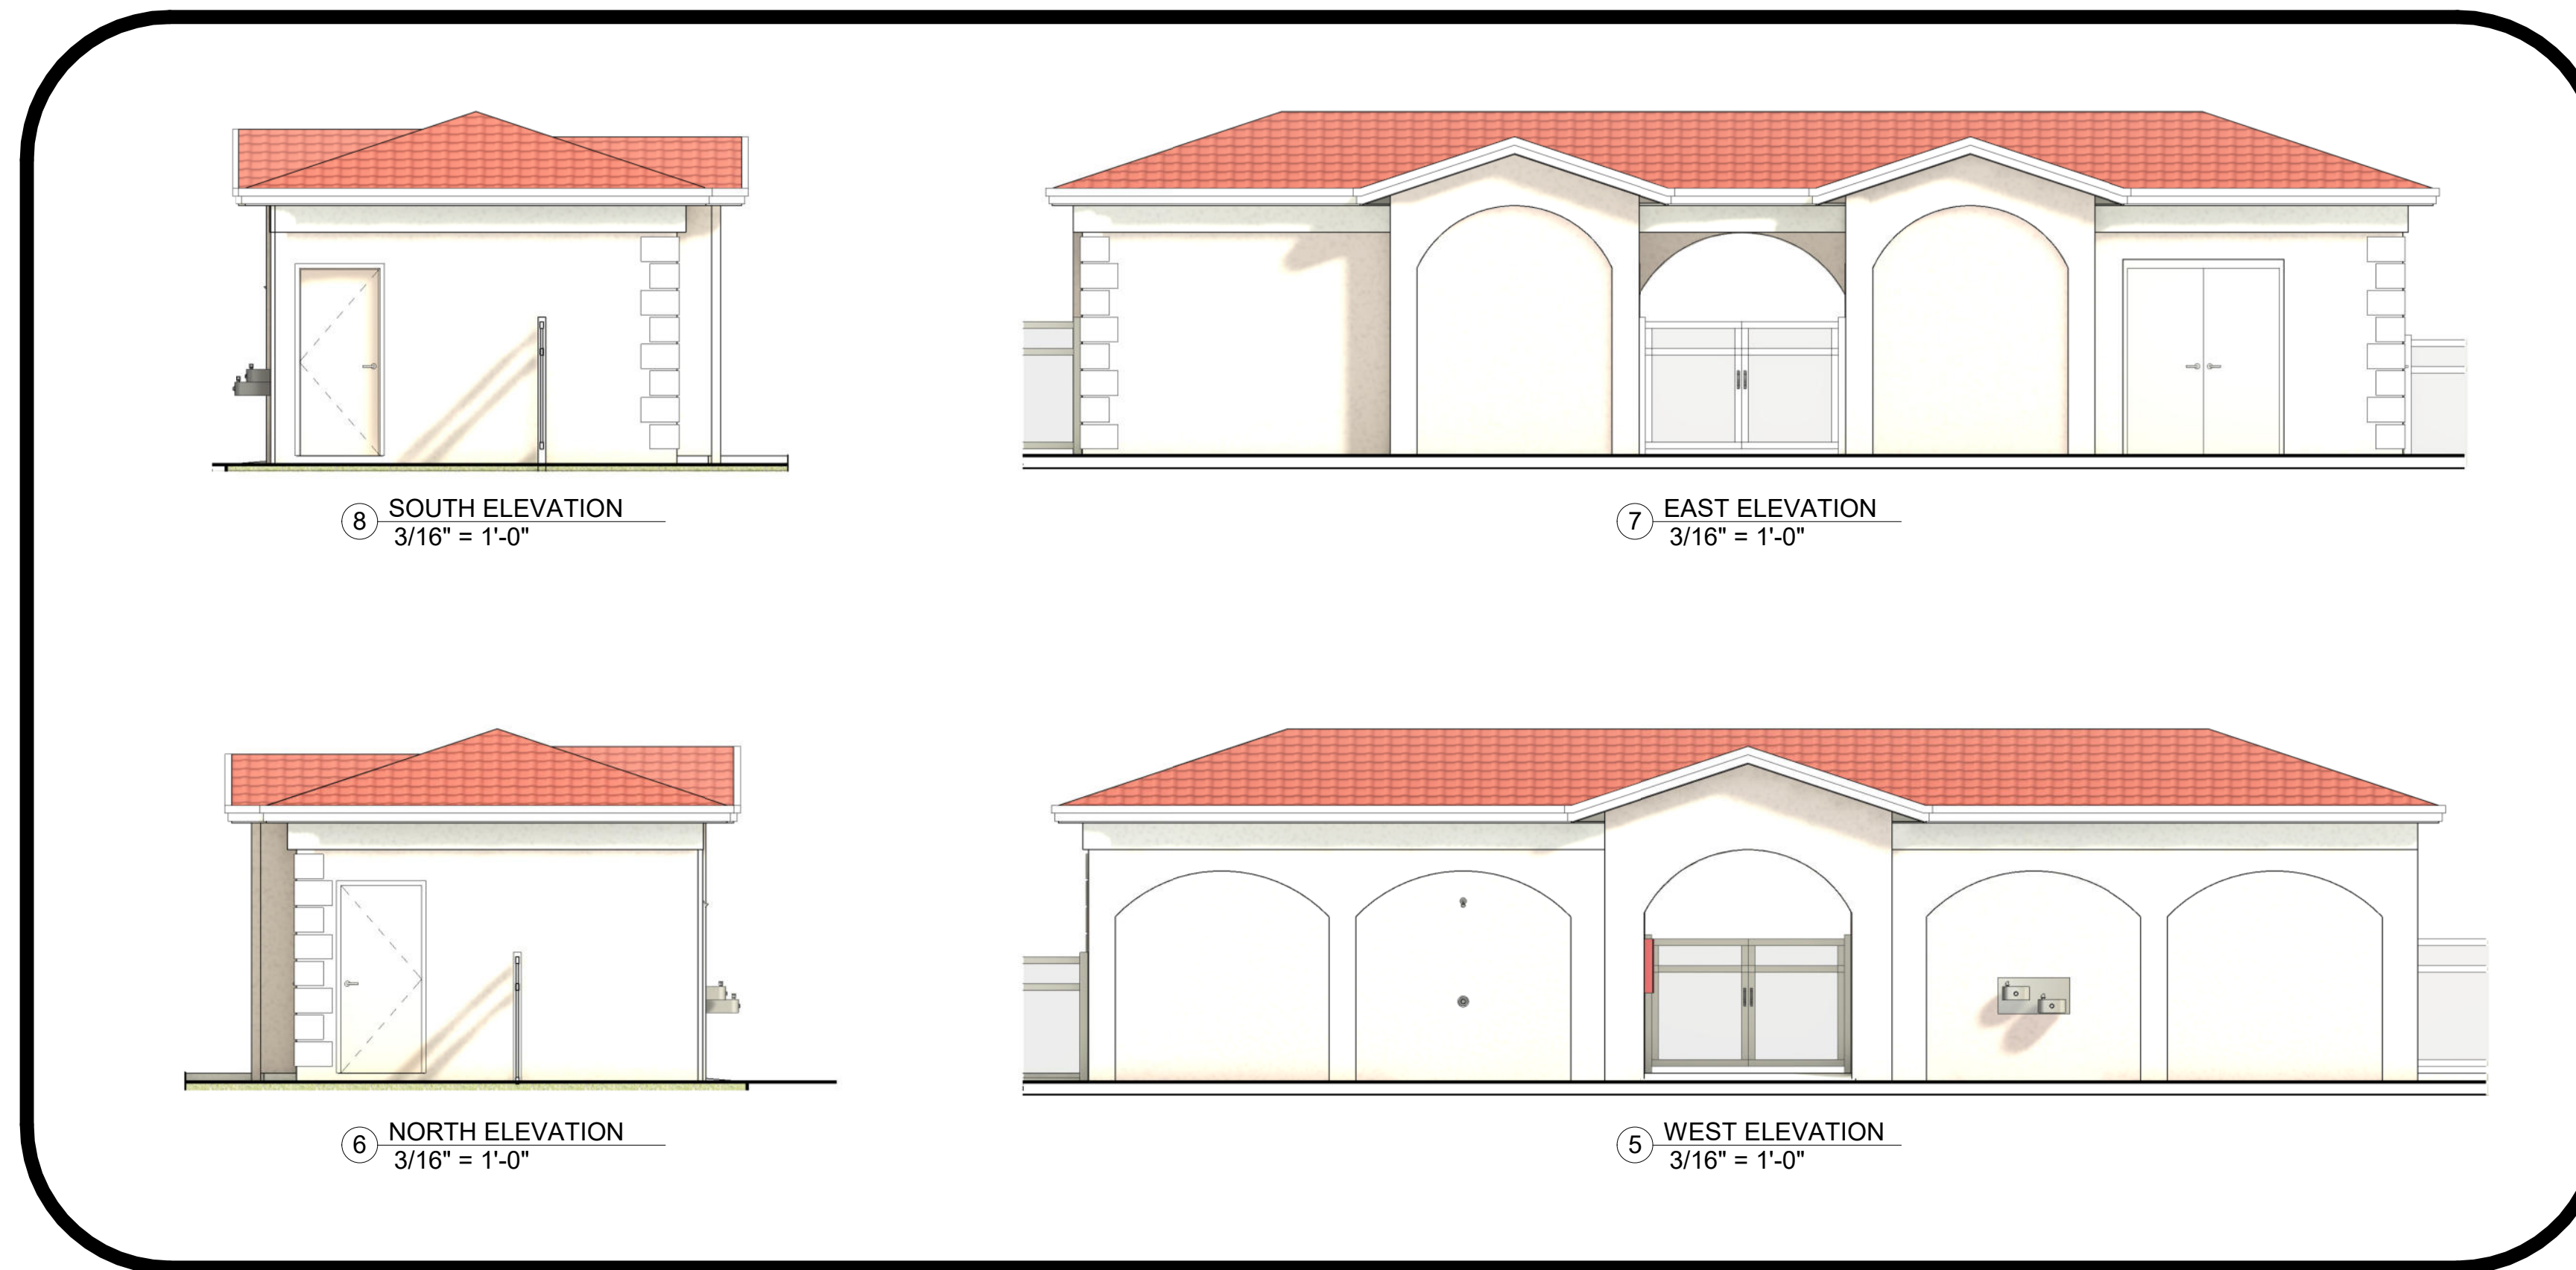 8 SOUTH ELEVATION
3/16" = 1'-0"
7 EAST ELEVATION
3/16" = 1'-0"
6 NORTH ELEVATION
3/16" = 1'-0"
5 WEST ELEVATION
3/16" = 1'-0"